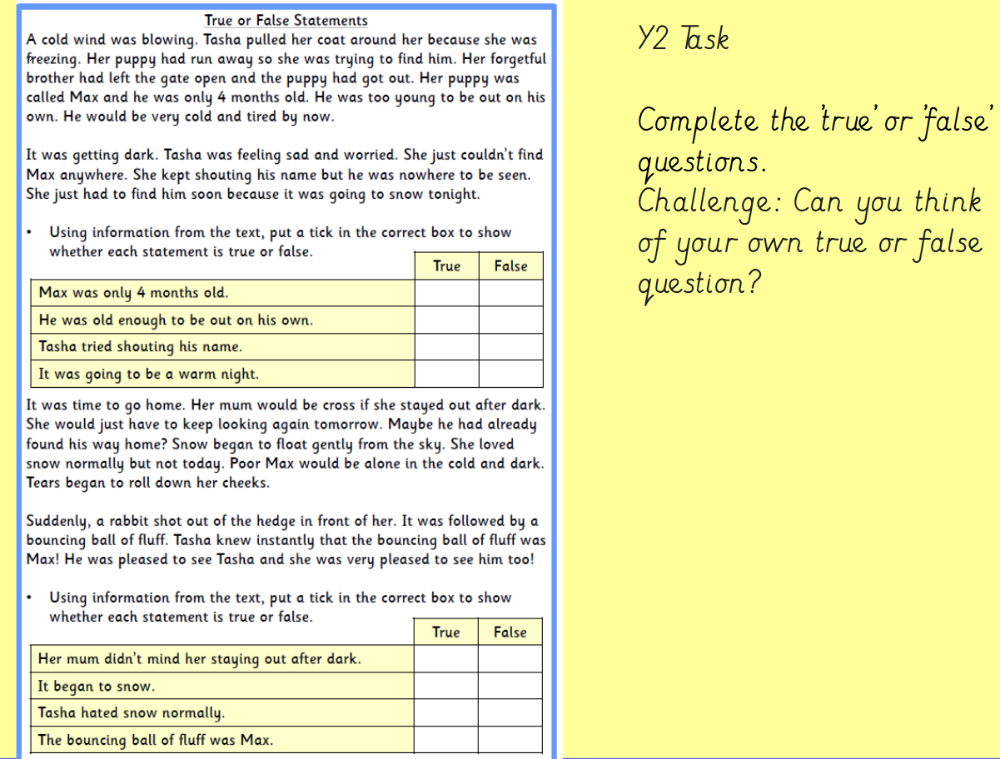 True or False Statements
A cold wind was blowing. Tasha pulled her coat around her because she was
freezing. Her puppy had run away so she was trying to find him. Her forgetful
brother had left the gate open and the puppy had got out. Her puppy was
called Max and he was only 4 months old. He was too young to be out on his
own. He would be very cold and tired by now.
It was getting dark. Tasha was feeling sad and worried. She just couldn't find
Max anywhere. She kept shouting his name but he was nowhere to be seen.
She just had to find him soon because it was going to snow tonight.
• Using information from the text, put a tick in the correct box to show
whether each statement is true or false.
True False
Max was only 4 months old.
He was old enough to be out on his own.
Tasha tried shouting his name.
It was going to be a warm night.
It was time to go home. Her mum would be cross if she stayed out after dark.
She would just have to keep looking again tomorrow. Maybe he had already
found his way home? Snow began to float gently from the sky. She loved
snow normally but not today. Poor Max would be alone in the cold and dark.
Tears began to roll down her cheeks.
Suddenly, a rabbit shot out of the hedge in front of her. It was followed by a
bouncing ball of fluff. Tasha knew instantly that the bouncing ball of fluff was
Max! He was pleased to see Tasha and she was very pleased to see him too!
• Using information from the text, put a tick in the correct box to show
whether each statement is true or false.
True False
Her mum didn't mind her staying out after dark.
It began to snow.
Tasha hated snow normally.
The bouncing ball of fluff was Max.
Y2 Task
Complete the 'true' or 'false'
questions.
Challenge: Can you think
of your own true or false
question?